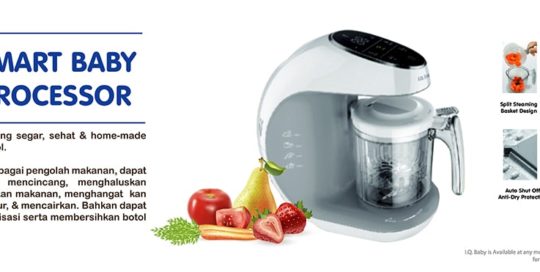 MART BABY
ROCESSOR
ng segar, sehat & home-made
ol.
bagai pengolah makanan, dapat
mencincang, menghaluskan
an makanan, menghangat kan
ur, & mencairkan. Bahkan dapat
isasi serta membersihkan botol
Split Steaming
Basket Design
Auto Shut Off
Anti-Dry Protecti
I.Q. Baby is Available at any m